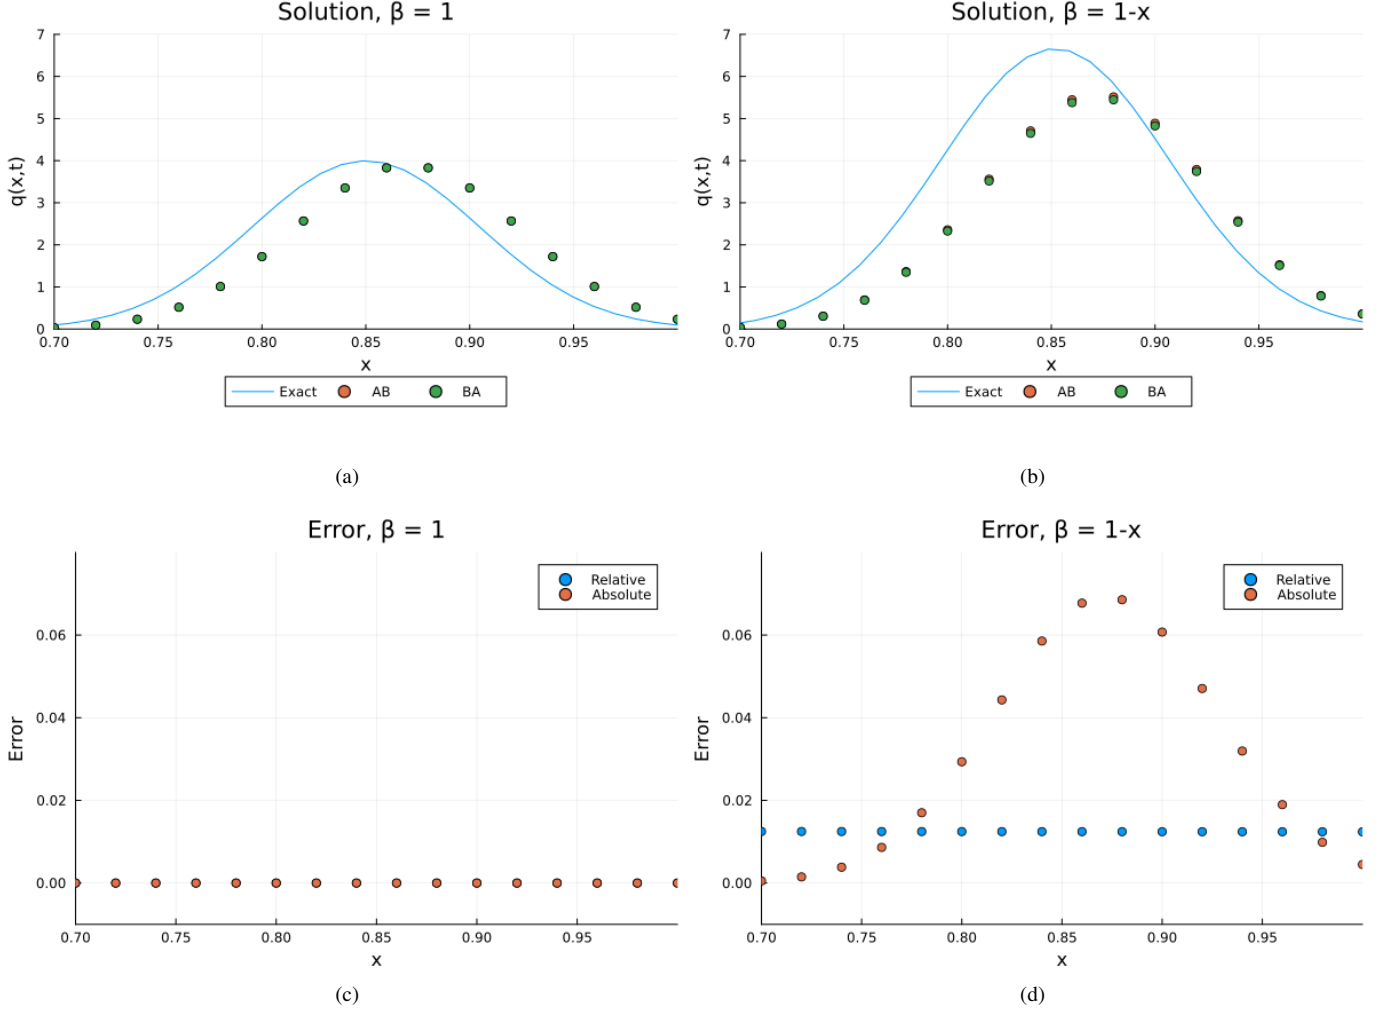 Solution, β = 1
7
6
5
4
3
2
1
0
q(x,t)
0.70 0.75 0.80 0.85 0.90 0.95
x
Exact AB BA
(a)
Solution, β = 1-x
7
6
5
4
3
2
1
0
q(x,t)
0.70 0.75 0.80 0.85 0.90 0.95
x
Exact AB BA
(b)
Error, β = 1
Relative
Absolute
0.06
0.04
0.02
0.00
Error
0.70 0.75 0.80 0.85 0.90 0.95
x
(c)
Error, β = 1-x
Relative
Absolute
0.06
0.04
0.02
0.00
Error
0.70 0.75 0.80 0.85 0.90 0.95
x
(d)